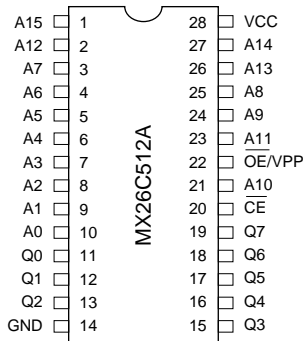 A15 1 28 VCC
A12 2 27 A14
A7 3 26 A13
A6 4 25 A8
A5 5 24 A9
A4 6 23 A11
A3 7 22 OE/VPP
A2 8 21 A10
A1 9 20 CE
A0 10 19 Q7
Q0 11 18 Q6
Q1 12 17 Q5
Q2 13 16 Q4
GND 14 15 Q3
MX26C512A